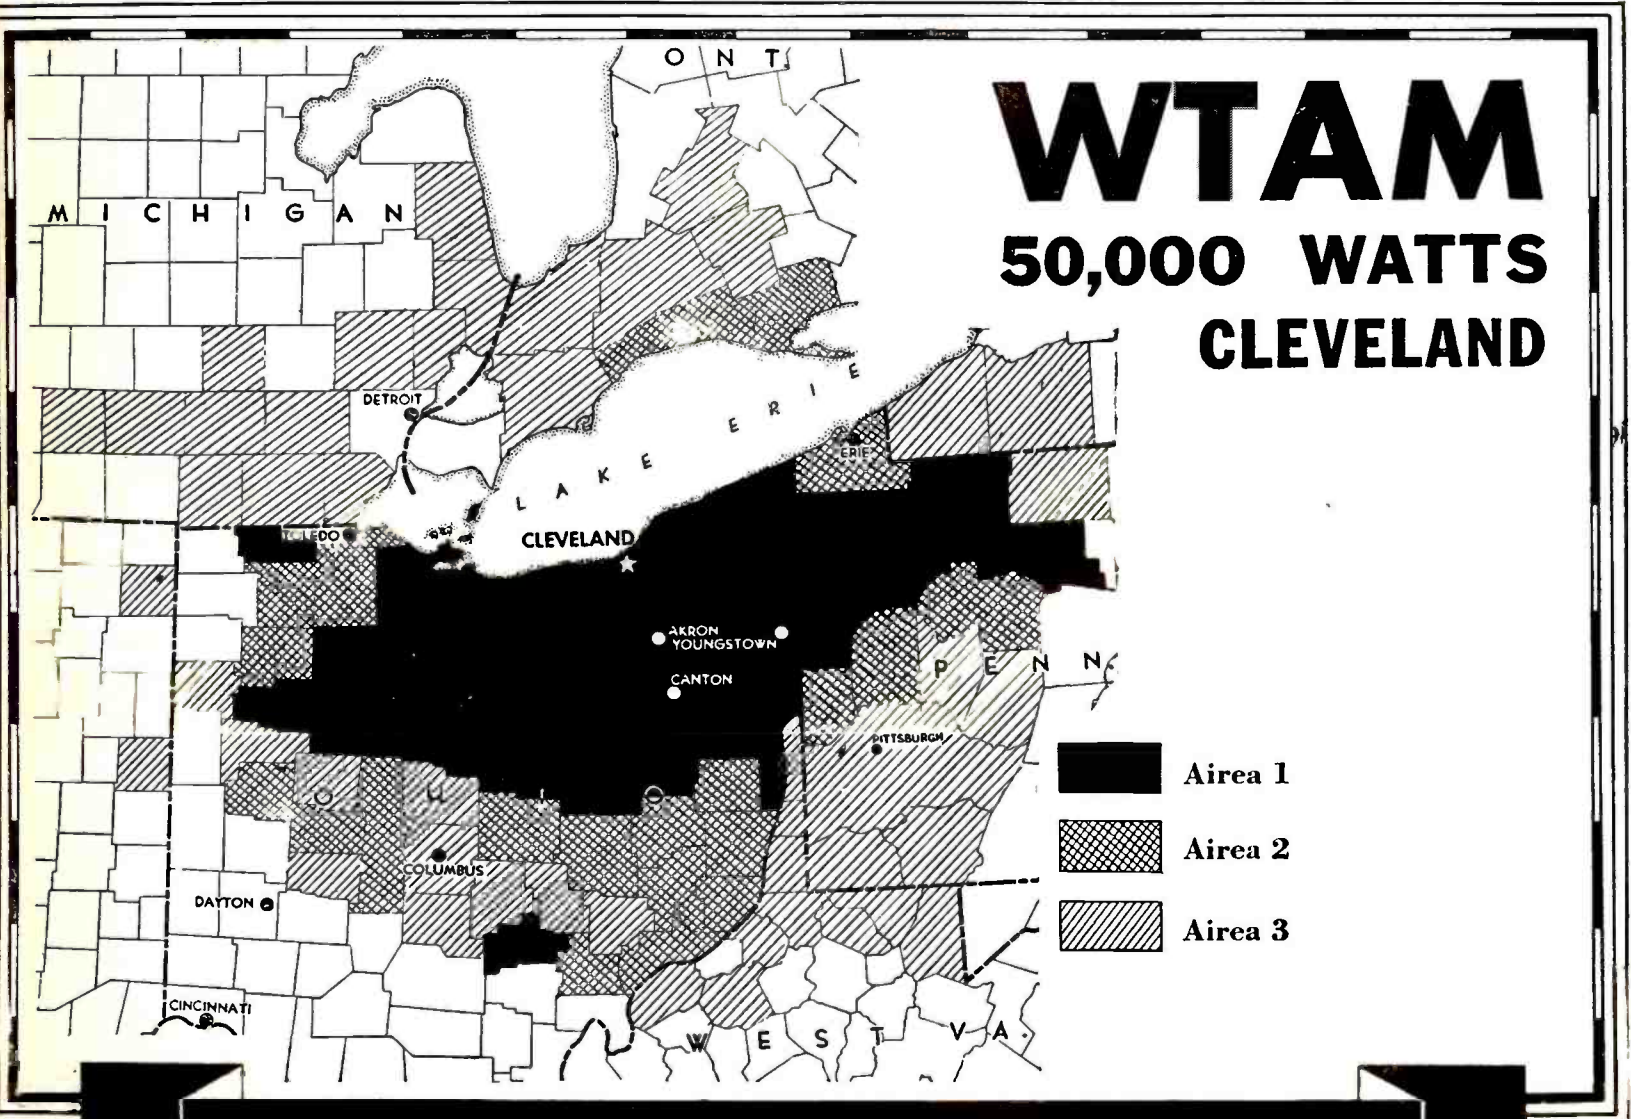 WTAM
50,000 WATTS
CLEVELAND
ONT.
MICHIGAN
DETROIT
LAKE ERIE
ERIE
TOLEDO
CLEVELAND
AKRON
YOUNGSTOWN
CANTON
PENN.
PITTSBURGH
OHIO
COLUMBUS
DAYTON
CINCINNATI
WEST VA.
Airea 1
Airea 2
Airea 3